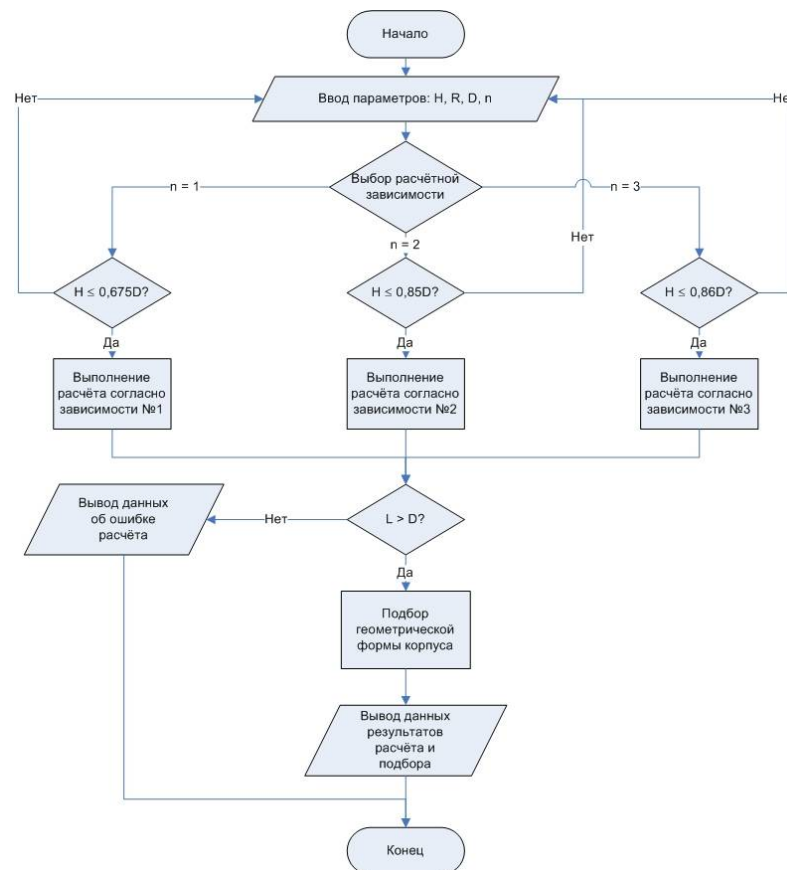 Начало
Ввод параметров: H, R, D, n
Нет
Выбор расчётной
зависимости
n = 1
n = 2
n = 3
Нет
H ≤ 0,675D?
H ≤ 0,85D?
H ≤ 0,86D?
Да
Да
Да
Выполнение
расчёта согласно
зависимости №1
Выполнение
расчёта согласно
зависимости №2
Выполнение
расчёта согласно
зависимости №3
L > D?
Нет
Вывод данных
об ошибке
расчёта
Да
Подбор
геометрической
формы корпуса
Вывод данных
результатов
расчёта и
подбора
Конец